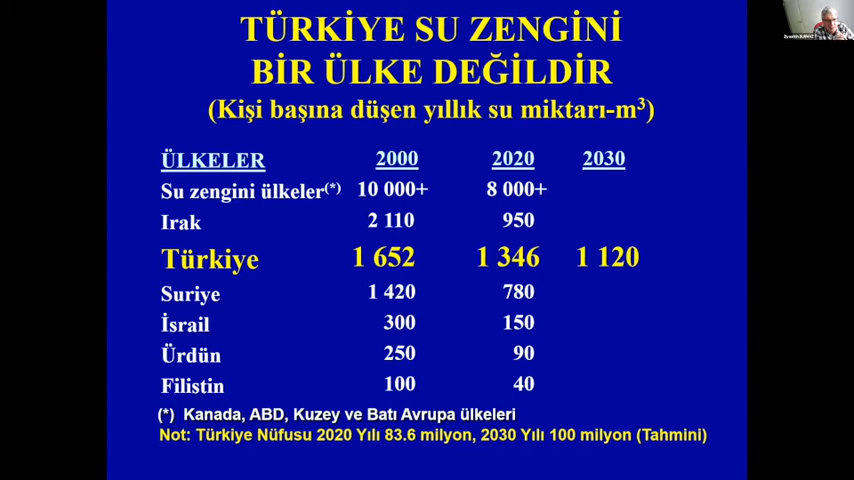 TÜRKİYE SU ZENGİNİ
BİR ÜLKE DEĞİLDİR
(Kişi başına düşen yıllık su miktarı-m³)
ÜLKELER 2000 2020 2030
Su zengini ülkeler(*) 10 000+ 8 000+
Irak 2 110 950
Türkiye 1 652 1 346 1 120
Suriye 1 420 780
İsrail 300 150
Ürdün 250 90
Filistin 100 40
(*) Kanada, ABD, Kuzey ve Batı Avrupa ülkeleri
Not: Türkiye Nüfusu 2020 Yılı 83.6 milyon, 2030 Yılı 100 milyon (Tahmini)